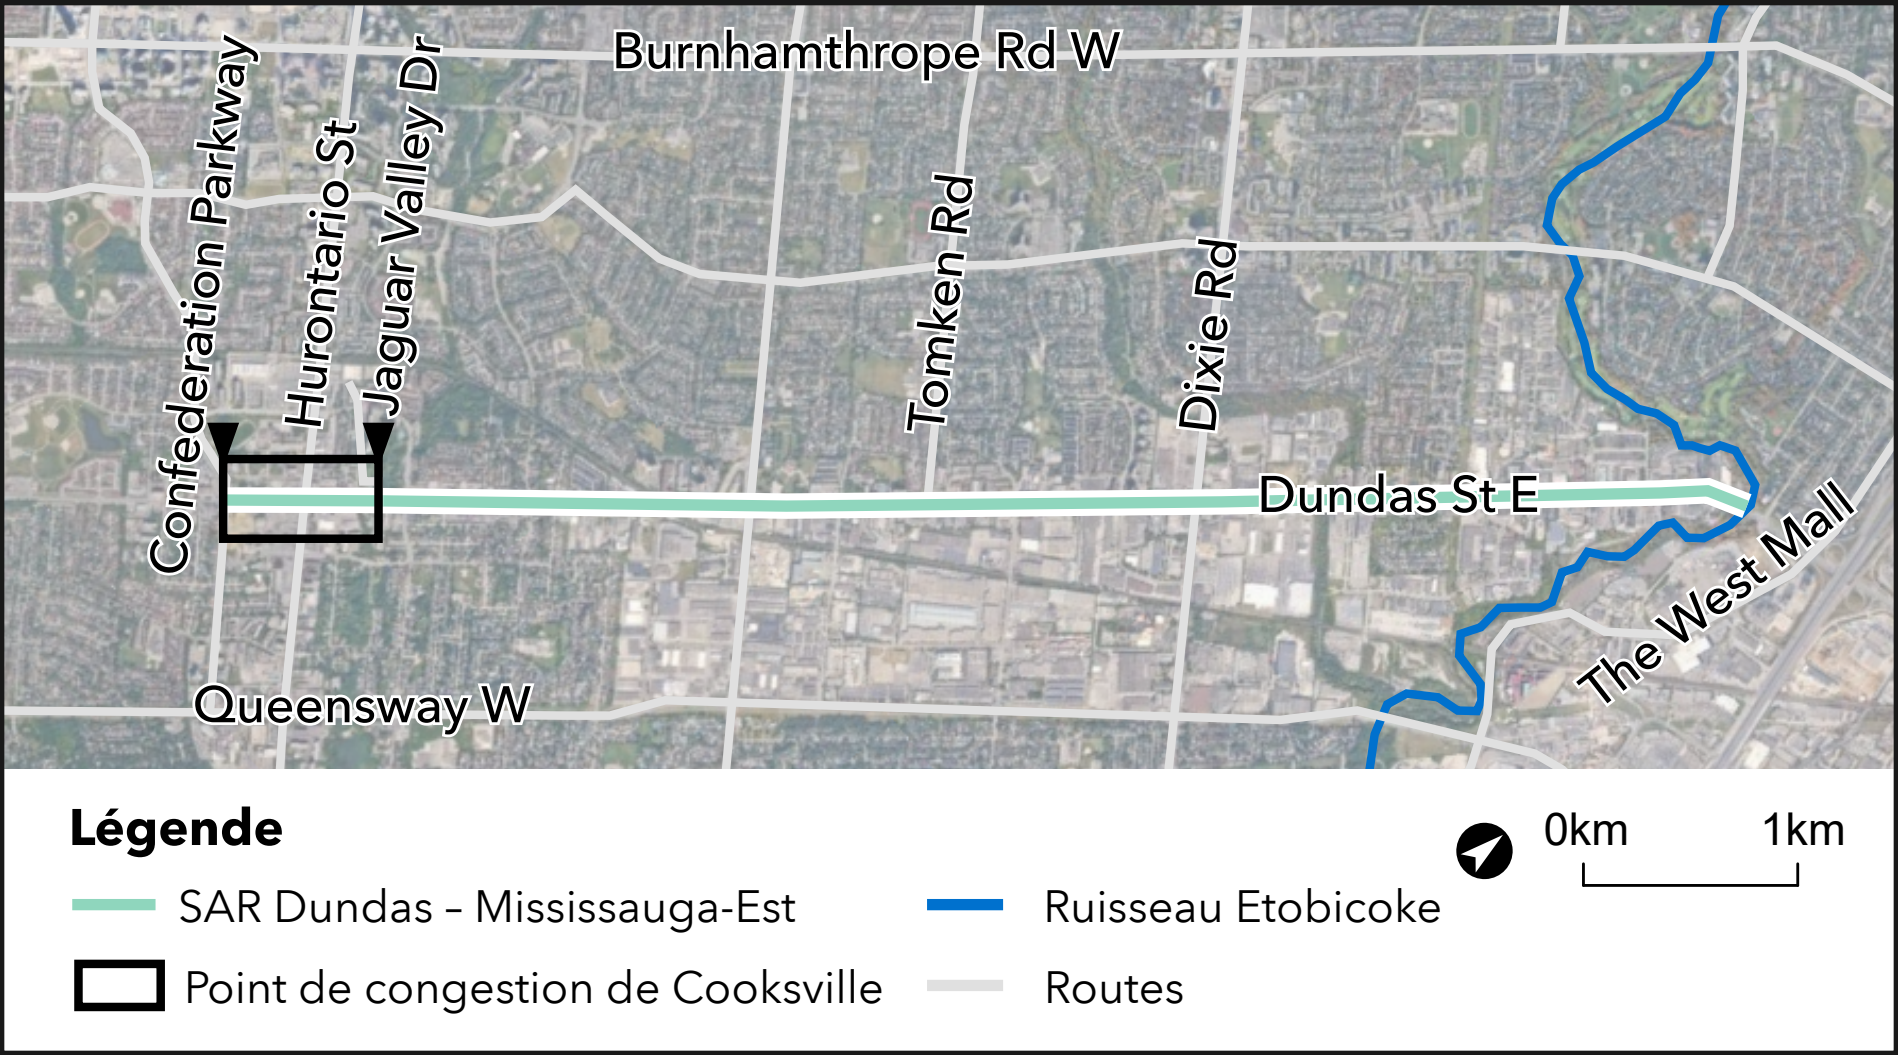 Burnhamthrope Rd W
Confederation Parkway
Hurontario St
Jaguar Valley Dr
Tomken Rd
Dixie Rd
Dundas St E
The West Mall
Queensway W
Légende
0km 1km
SAR Dundas – Mississauga-Est
Ruisseau Etobicoke
Point de congestion de Cooksville
Routes